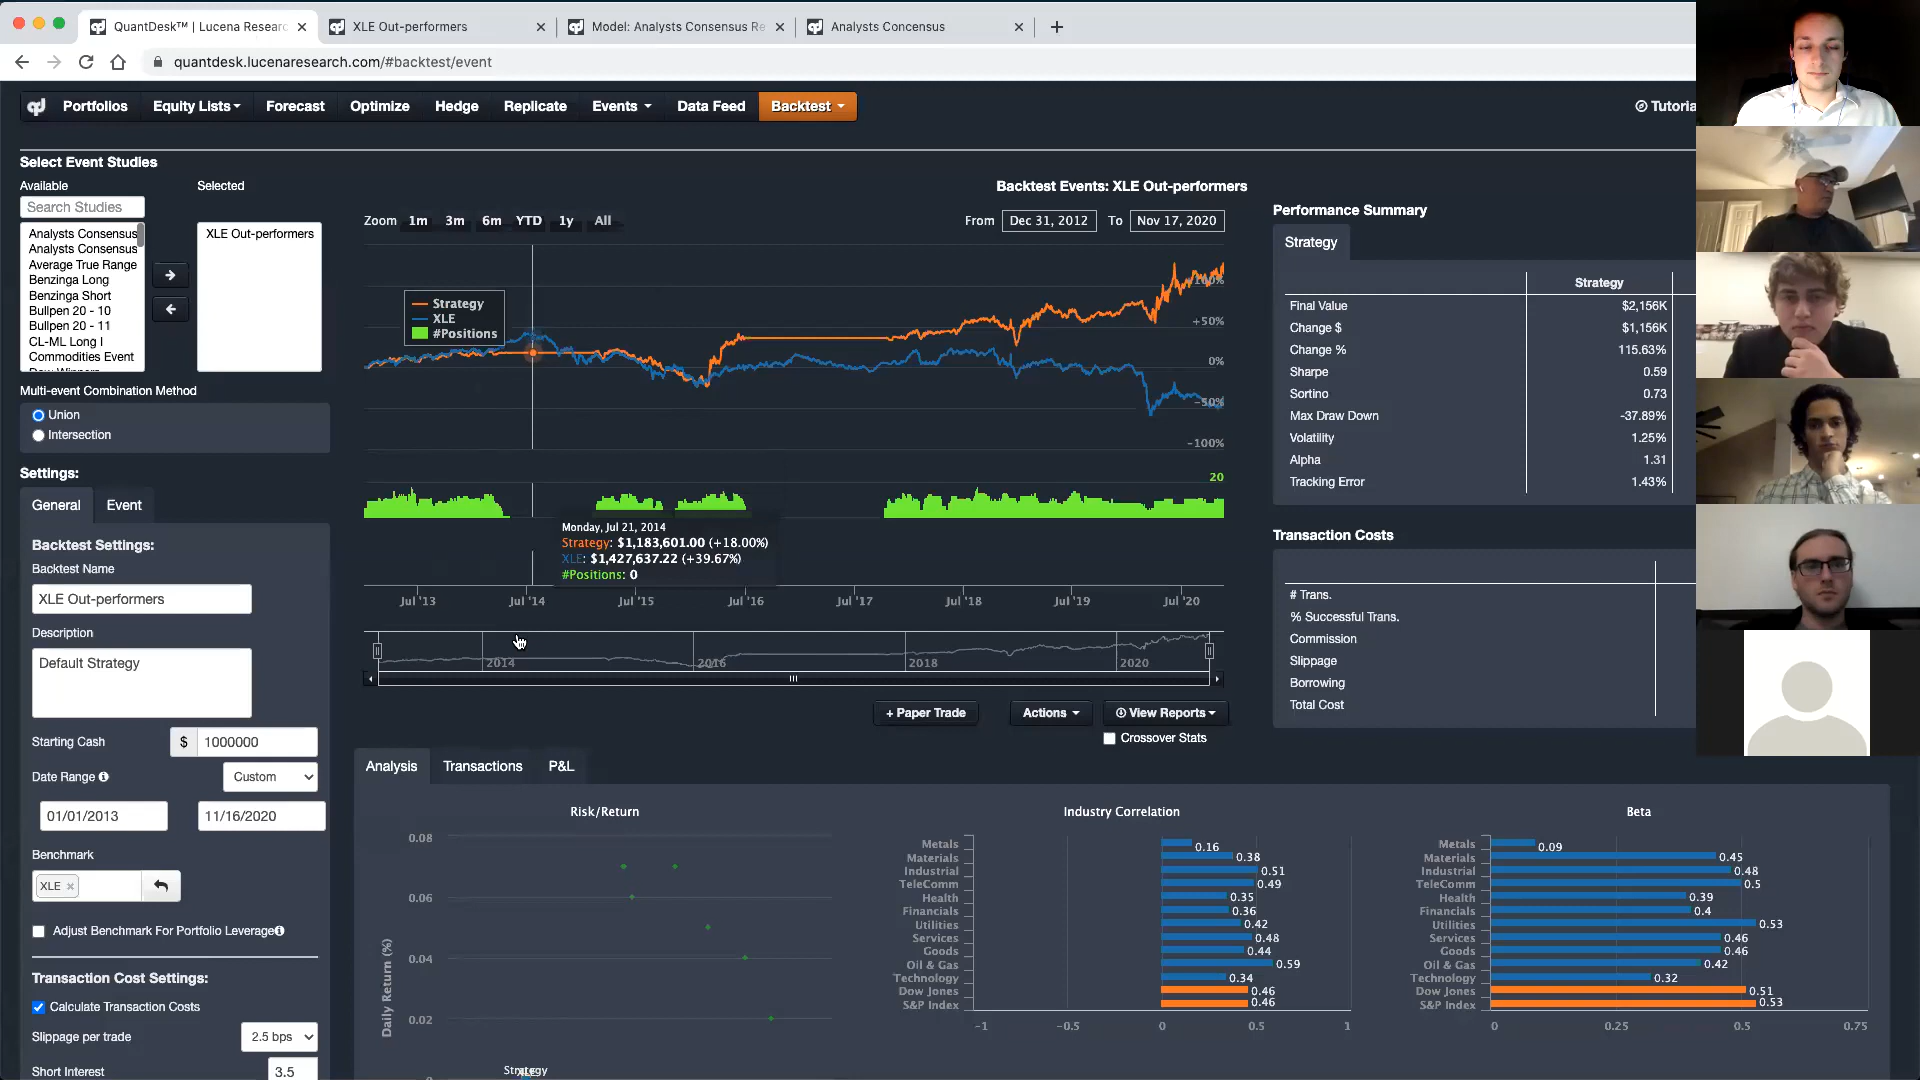 QuantDesk™ | Lucena Researc
XLE Out-performers
Model: Analysts Consensus Re
Analysts Concensus
quantdesk.lucenaresearch.com/#backtest/event
qd
Portfolios
Equity Lists
Forecast
Optimize
Hedge
Replicate
Events
Data Feed
Backtest
Tutoria
Select Event Studies
Available
Selected
Search Studies
Analysts Consensus
Analysts Consensus
Average True Range
Benzinga Long
Benzinga Short
Bullpen 20 - 10
Bullpen 20 - 11
CL-ML Long I
Commodities Event
XLE Out-performers
Multi-event Combination Method
Union
Intersection
Settings:
General
Event
Backtest Settings:
Backtest Name
XLE Out-performers
Description
Default Strategy
Starting Cash
$
1000000
Date Range
Custom
01/01/2013
11/16/2020
Benchmark
XLE ×
Adjust Benchmark For Portfolio Leverage
Transaction Cost Settings:
Calculate Transaction Costs
Slippage per trade
2.5 bps
Short Interest
3.5
Backtest Events: XLE Out-performers
Zoom 1m 3m 6m YTD 1y All
From Dec 31, 2012 To Nov 17, 2020
Strategy
XLE
#Positions
+100%
+50%
0%
-50%
-100%
20
Monday, Jul 21, 2014
Strategy: $1,183,601.00 (+18.00%)
XLE: $1,427,637.22 (+39.67%)
#Positions: 0
Jul '13 Jul '14 Jul '15 Jul '16 Jul '17 Jul '18 Jul '19 Jul '20
2014 2016 2018 2020
+ Paper Trade
Actions
View Reports
Crossover Stats
Performance Summary
Strategy
Strategy
Final Value $2,156K
Change $ $1,156K
Change % 115.63%
Sharpe 0.59
Sortino 0.73
Max Draw Down -37.89%
Volatility 1.25%
Alpha 1.31
Tracking Error 1.43%
Transaction Costs
# Trans.
% Successful Trans.
Commission
Slippage
Borrowing
Total Cost
Analysis
Transactions
P&L
Risk/Return
0.08
0.06
0.04
0.02
0
Daily Return (%)
Strategy
XLE
Industry Correlation
Metals 0.16
Materials 0.38
Industrial 0.51
TeleComm 0.49
Health 0.35
Financials 0.36
Utilities 0.42
Services 0.48
Goods 0.44
Oil & Gas 0.59
Technology 0.34
Dow Jones 0.46
S&P Index 0.46
-1 -0.5 0 0.5 1
Beta
Metals 0.09
Materials 0.45
Industrial 0.48
TeleComm 0.5
Health 0.39
Financials 0.4
Utilities 0.53
Services 0.46
Goods 0.46
Oil & Gas 0.42
Technology 0.32
Dow Jones 0.51
S&P Index 0.53
0 0.25 0.5 0.75